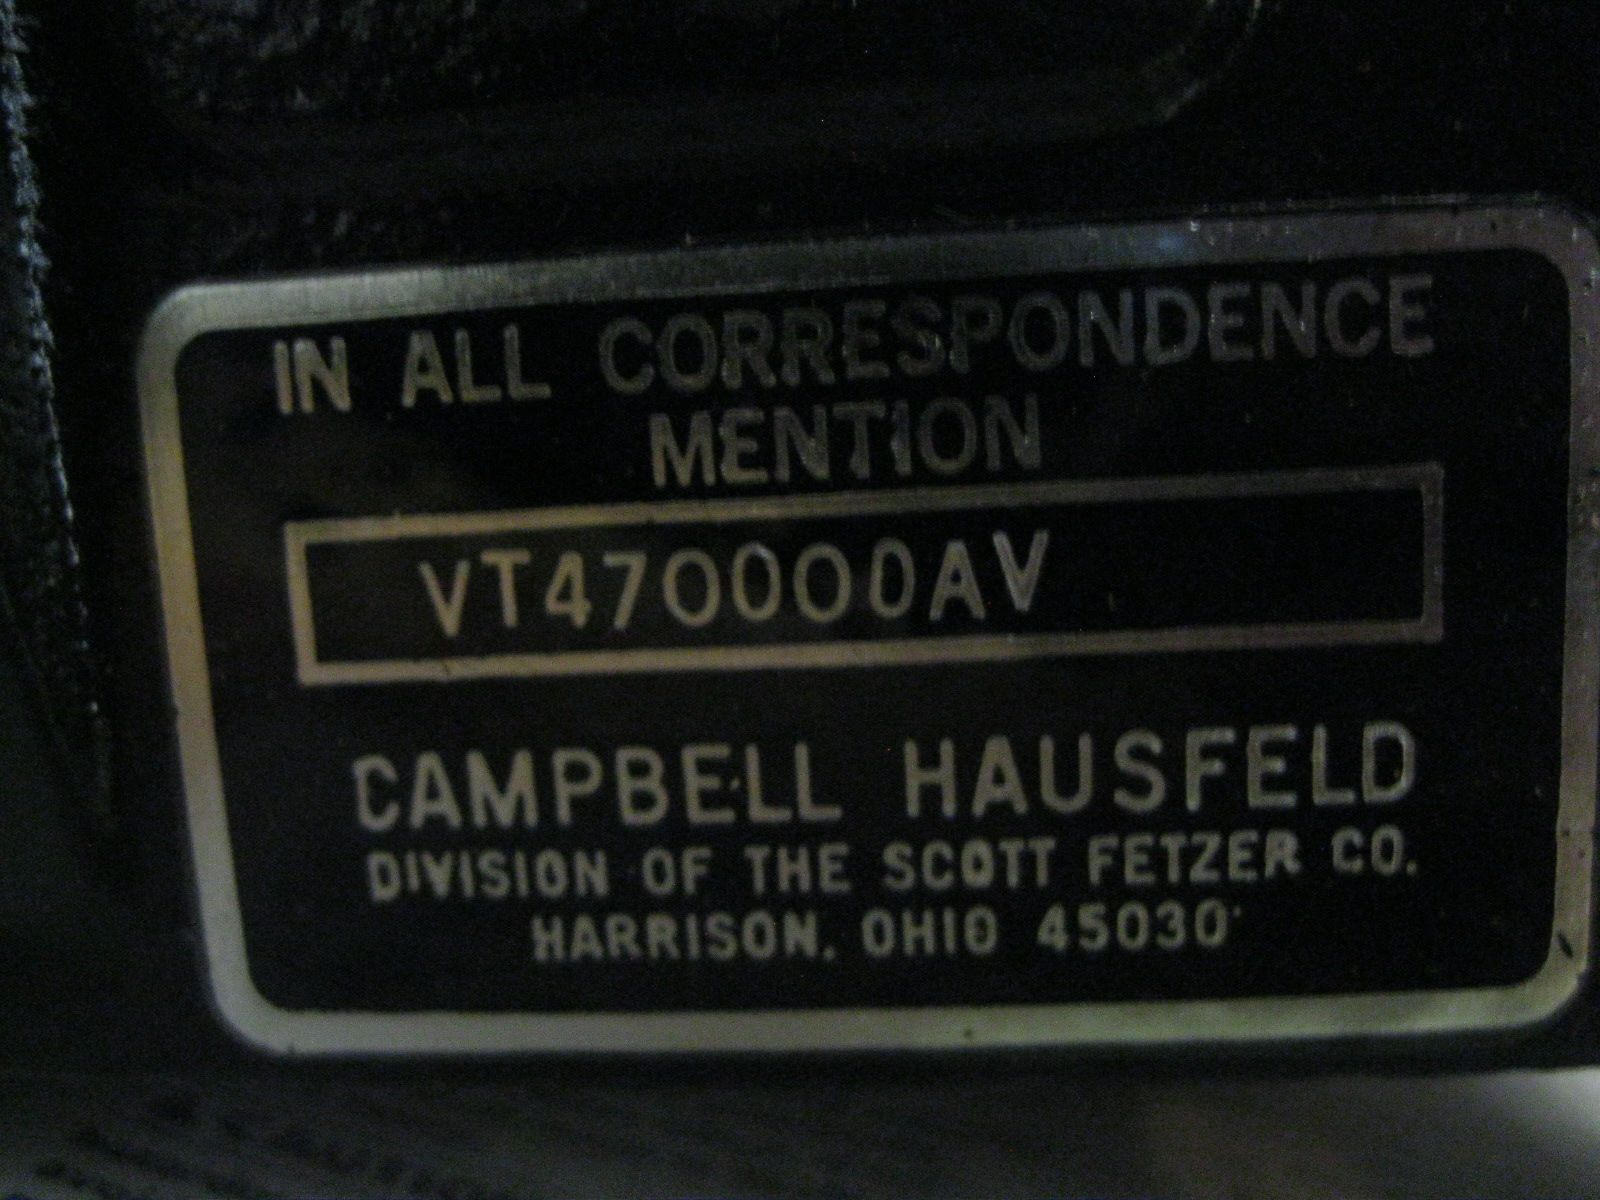 IN ALL CORRESPONDENCE
MENTION
VT470000AV
CAMPBELL HAUSFELD
DIVISION OF THE SCOTT FETZER CO.
HARRISON, OHIO 45030